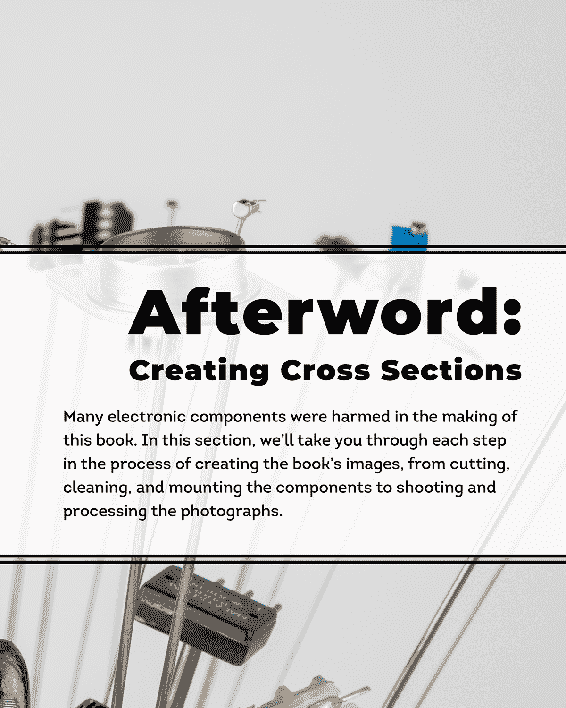 Afterword:
Creating Cross Sections
Many electronic components were harmed in the making of
this book. In this section, we'll take you through each step
in the process of creating the book's images, from cutting,
cleaning, and mounting the components to shooting and
processing the photographs.